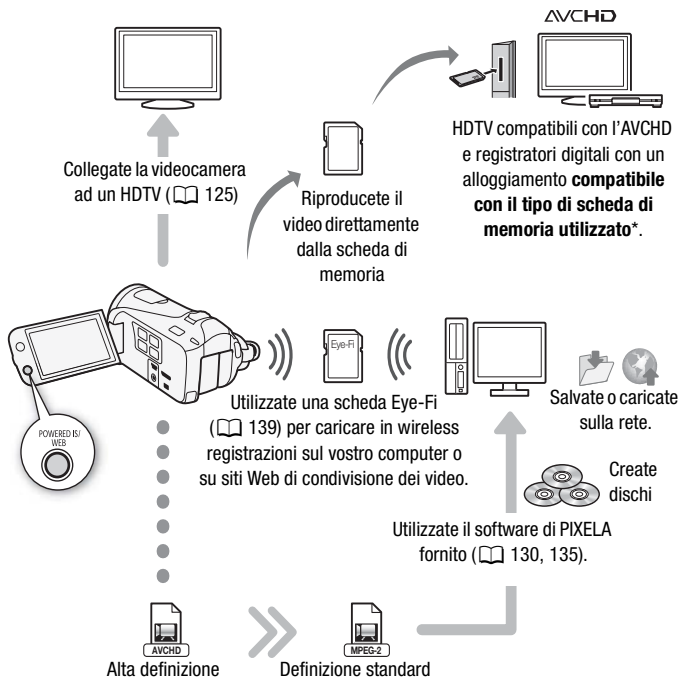 AVCHD
HDTV compatibili con l'AVCHD
e registratori digitali con un
alloggiamento compatibile
con il tipo di scheda di
memoria utilizzato*.
Collegate la videocamera
ad un HDTV ( 125)
Riproducete il
video direttamente
dalla scheda di
memoria
POWERED IS/
WEB
Eye-Fi
Utilizzate una scheda Eye-Fi
( 139) per caricare in wireless
registrazioni sul vostro computer o
su siti Web di condivisione dei video.
Salvate o caricate
sulla rete.
Create
dischi
Utilizzate il software di PIXELA
fornito ( 130, 135).
AVCHD
Alta definizione
MPEG-2
Definizione standard